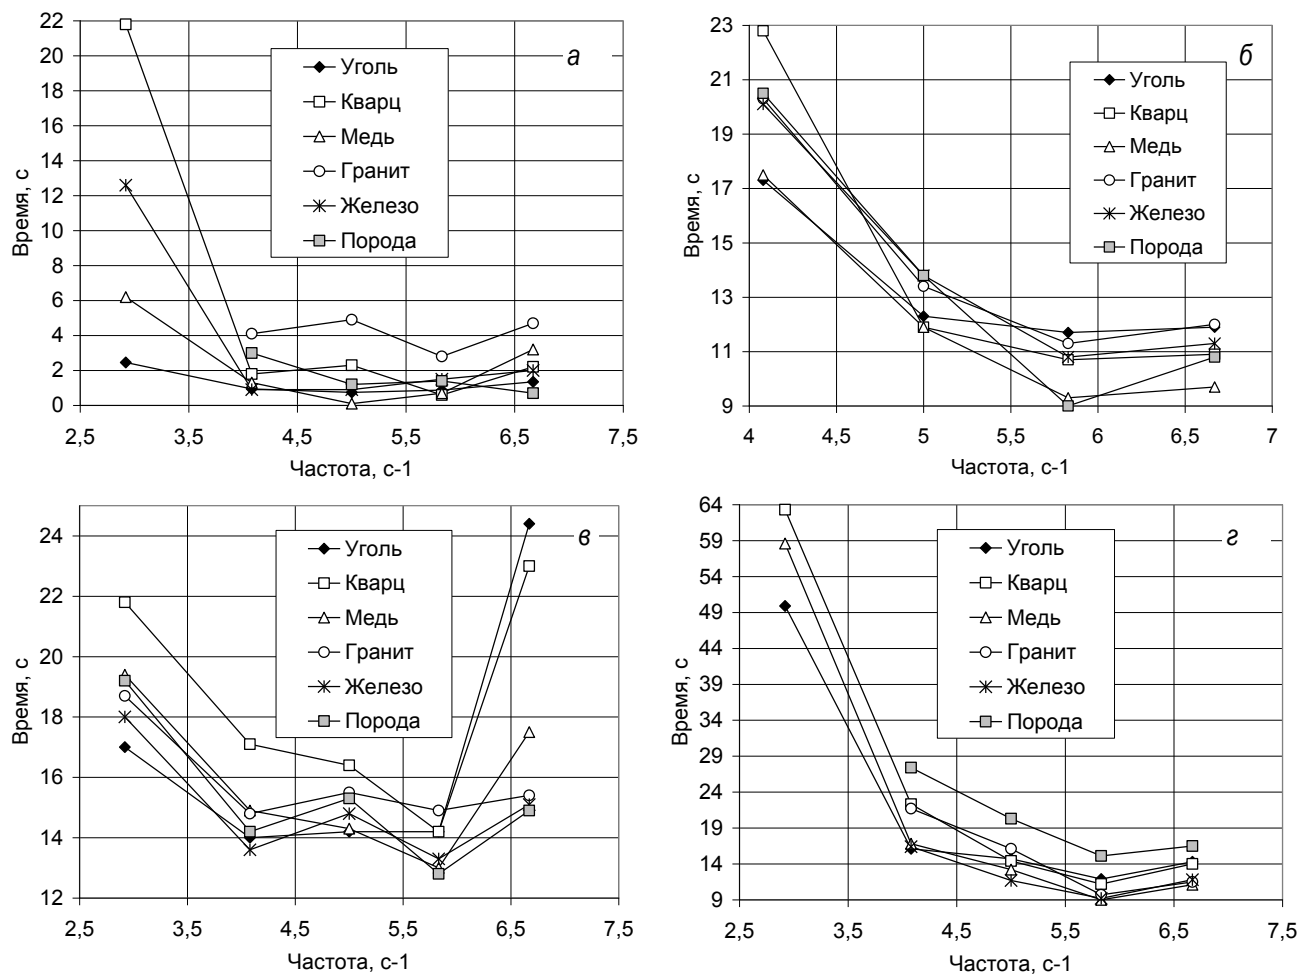 а
Время, с
22
20
18
16
14
12
10
8
6
4
2
0
Уголь
Кварц
Медь
Гранит
Железо
Порода
2,5
3,5
4,5
5,5
6,5
7,5
Частота, с-1
б
Время, с
23
21
19
17
15
13
11
9
Уголь
Кварц
Медь
Гранит
Железо
Порода
4
4,5
5
5,5
6
6,5
7
Частота, с-1
в
Время, с
24
22
20
18
16
14
12
Уголь
Кварц
Медь
Гранит
Железо
Порода
2,5
3,5
4,5
5,5
6,5
7,5
Частота, с-1
г
Время, с
64
59
54
49
44
39
34
29
24
19
14
9
Уголь
Кварц
Медь
Гранит
Железо
Порода
2,5
3,5
4,5
5,5
6,5
7,5
Частота, с-1